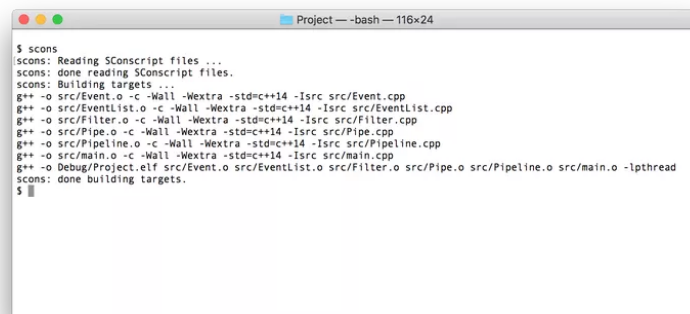 Project — -bash — 116×24
$ scons
scons: Reading SConscript files ...
scons: done reading SConscript files.
scons: Building targets ...
g++ -o src/Event.o -c -Wall -Wextra -std=c++14 -Isrc src/Event.cpp
g++ -o src/EventList.o -c -Wall -Wextra -std=c++14 -Isrc src/EventList.cpp
g++ -o src/Filter.o -c -Wall -Wextra -std=c++14 -Isrc src/Filter.cpp
g++ -o src/Pipe.o -c -Wall -Wextra -std=c++14 -Isrc src/Pipe.cpp
g++ -o src/Pipeline.o -c -Wall -Wextra -std=c++14 -Isrc src/Pipeline.cpp
g++ -o src/main.o -c -Wall -Wextra -std=c++14 -Isrc src/main.cpp
g++ -o Debug/Project.elf src/Event.o src/EventList.o src/Filter.o src/Pipe.o src/Pipeline.o src/main.o -lpthread
scons: done building targets.
$